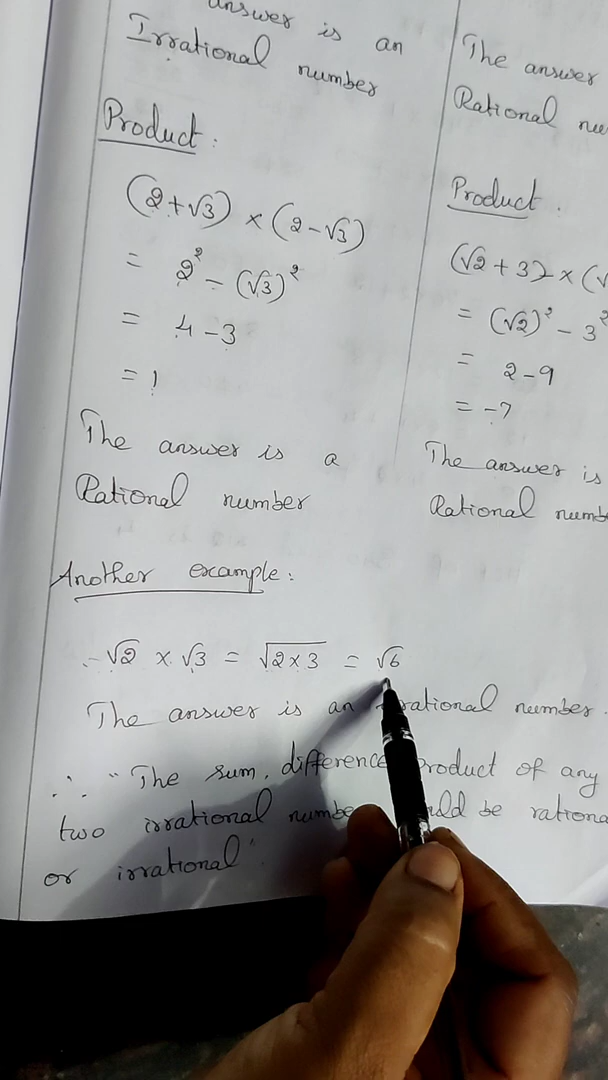 answer is an
Irrational number
Product:
(2+√3) × (2-√3)
= 2² - (√3)²
= 4-3
= 1
The answer is a
Rational number
The answer
Rational
Product.
(√2 + 3) × (√
= (√2)² - 3²
= 2-9
= -7
The answer is
Rational
Another example:
√2 × √3 = √2×3 = √6
The answer is an number.
∴ "The sum, difference product of any
two irrational be
or irrational"